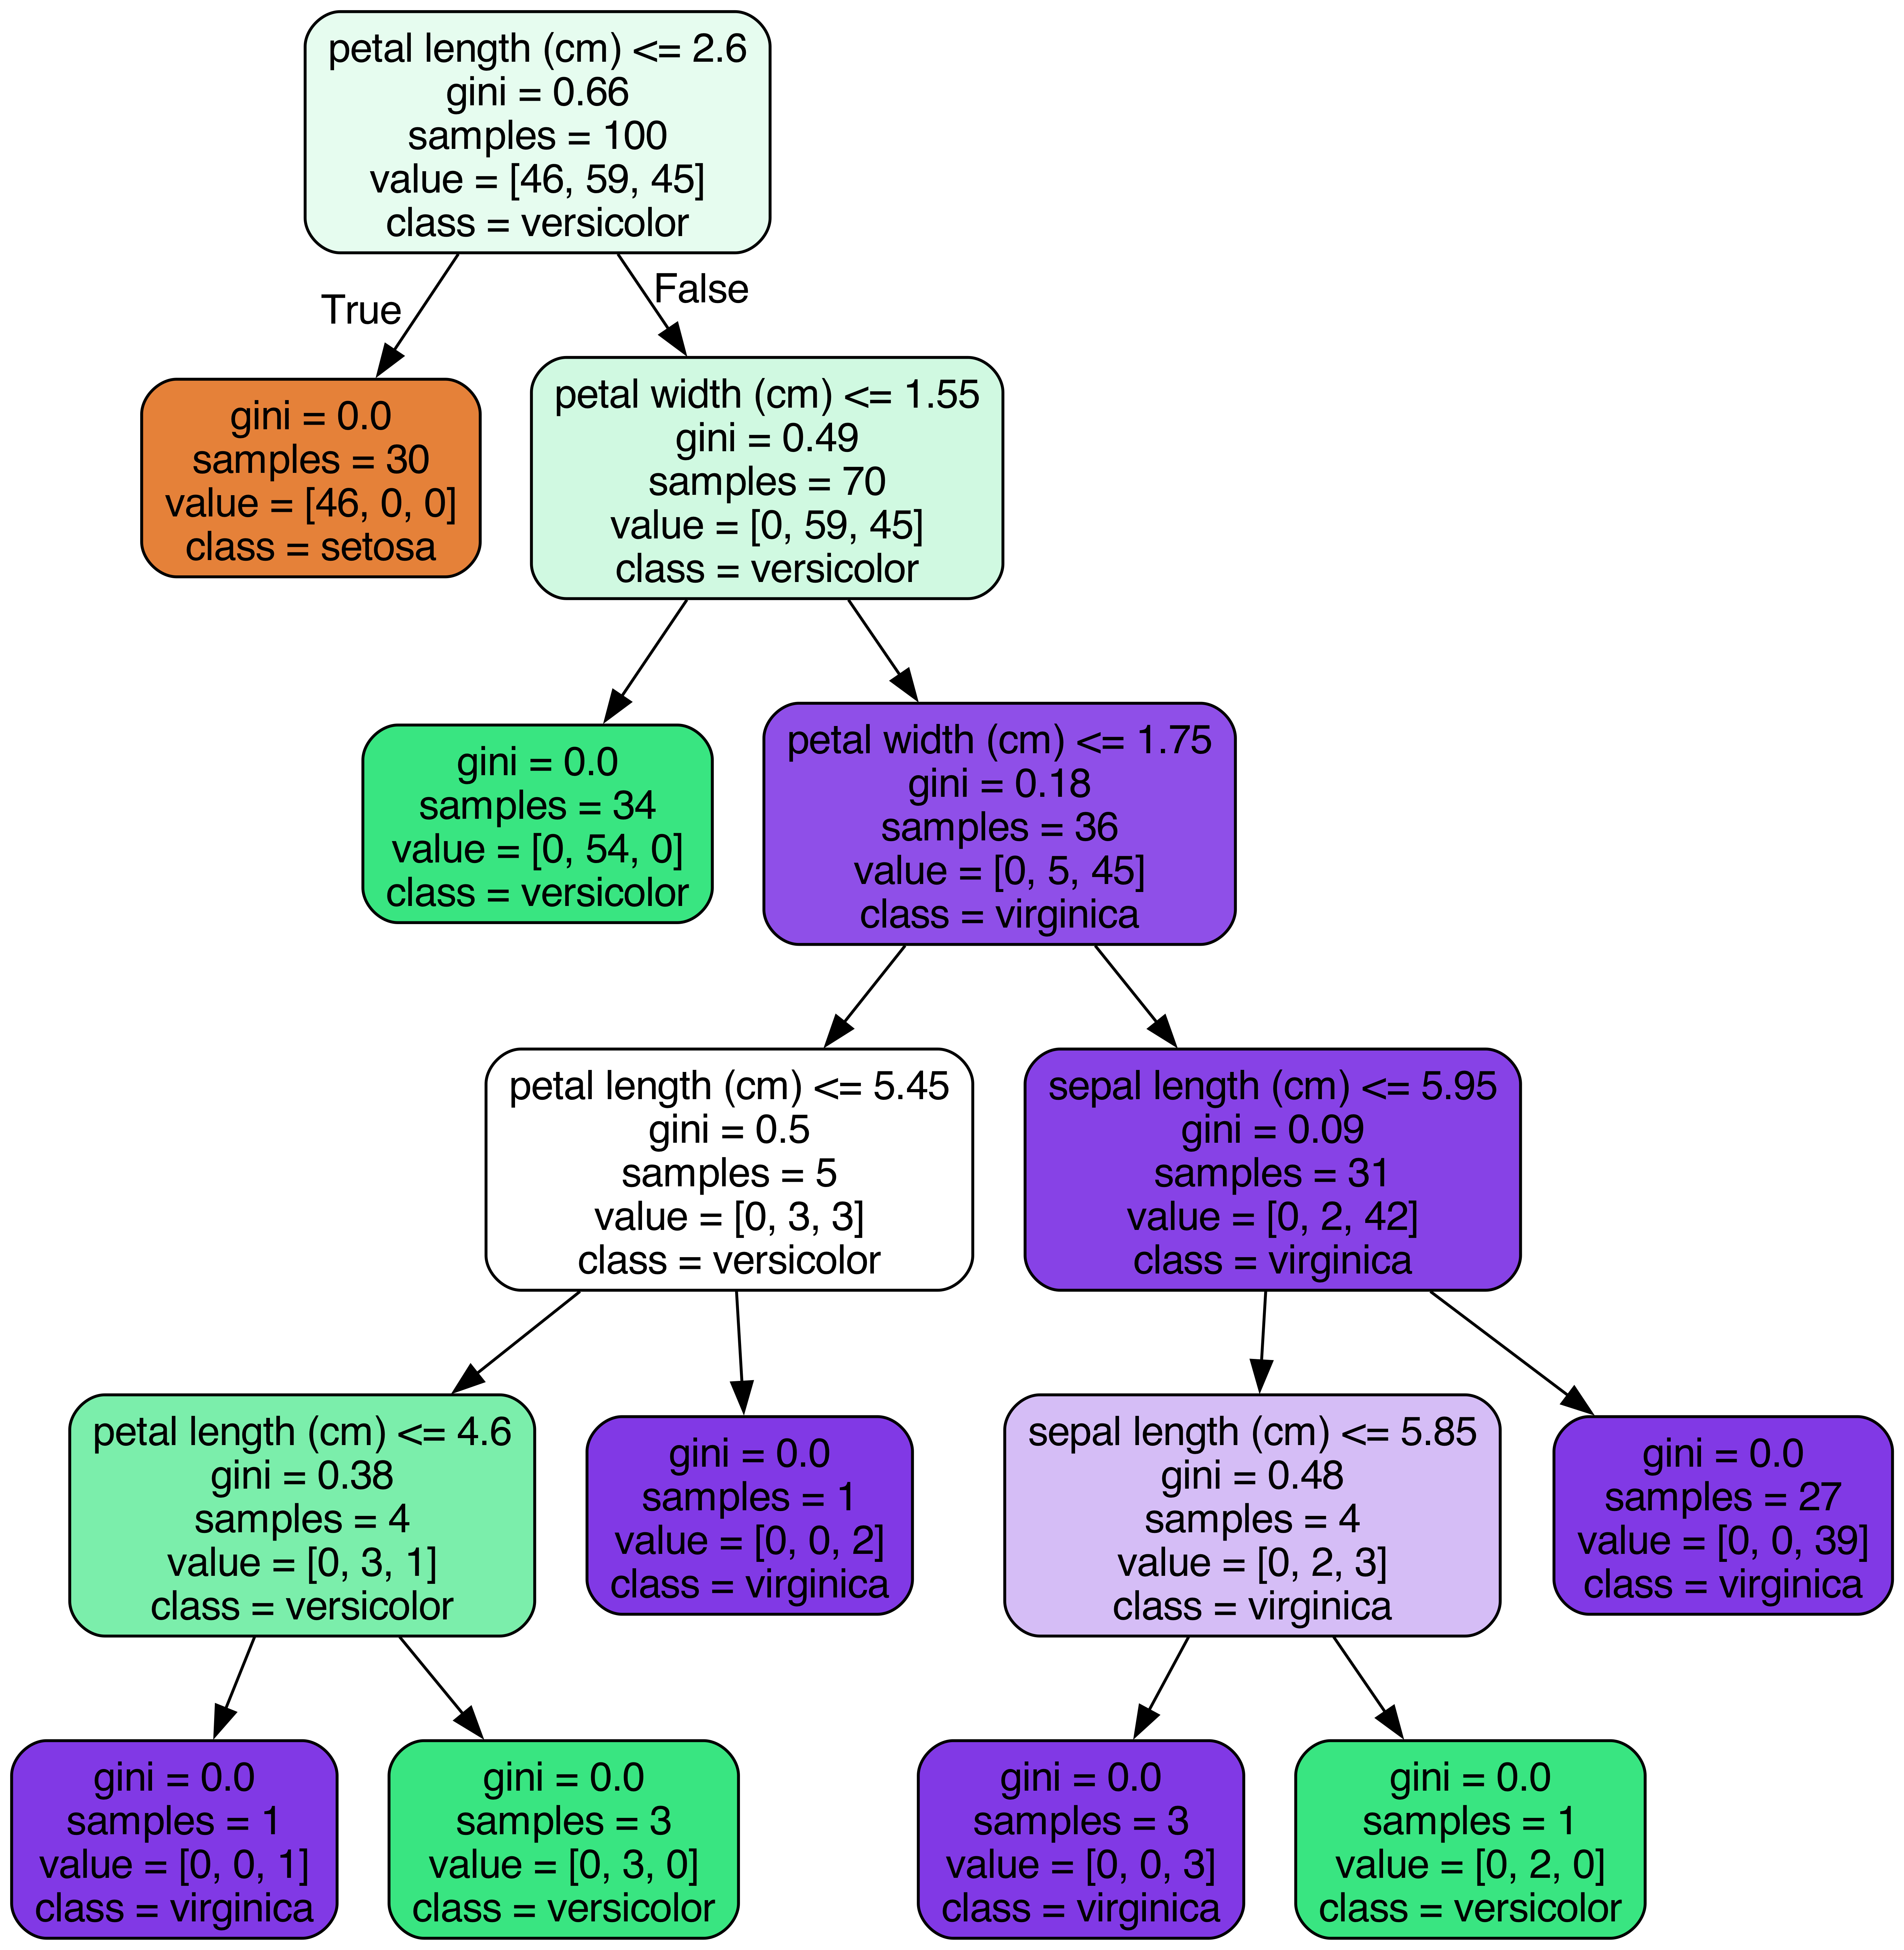 petal length (cm) <= 2.6
gini = 0.66
samples = 100
value = [46, 59, 45]
class = versicolor
True
False
gini = 0.0
samples = 30
value = [46, 0, 0]
class = setosa
petal width (cm) <= 1.55
gini = 0.49
samples = 70
value = [0, 59, 45]
class = versicolor
gini = 0.0
samples = 34
value = [0, 54, 0]
class = versicolor
petal width (cm) <= 1.75
gini = 0.18
samples = 36
value = [0, 5, 45]
class = virginica
petal length (cm) <= 5.45
gini = 0.5
samples = 5
value = [0, 3, 3]
class = versicolor
sepal length (cm) <= 5.95
gini = 0.09
samples = 31
value = [0, 2, 42]
class = virginica
petal length (cm) <= 4.6
gini = 0.38
samples = 4
value = [0, 3, 1]
class = versicolor
gini = 0.0
samples = 1
value = [0, 0, 2]
class = virginica
sepal length (cm) <= 5.85
gini = 0.48
samples = 4
value = [0, 2, 3]
class = virginica
gini = 0.0
samples = 27
value = [0, 0, 39]
class = virginica
gini = 0.0
samples = 1
value = [0, 0, 1]
class = virginica
gini = 0.0
samples = 3
value = [0, 3, 0]
class = versicolor
gini = 0.0
samples = 3
value = [0, 0, 3]
class = virginica
gini = 0.0
samples = 1
value = [0, 2, 0]
class = versicolor